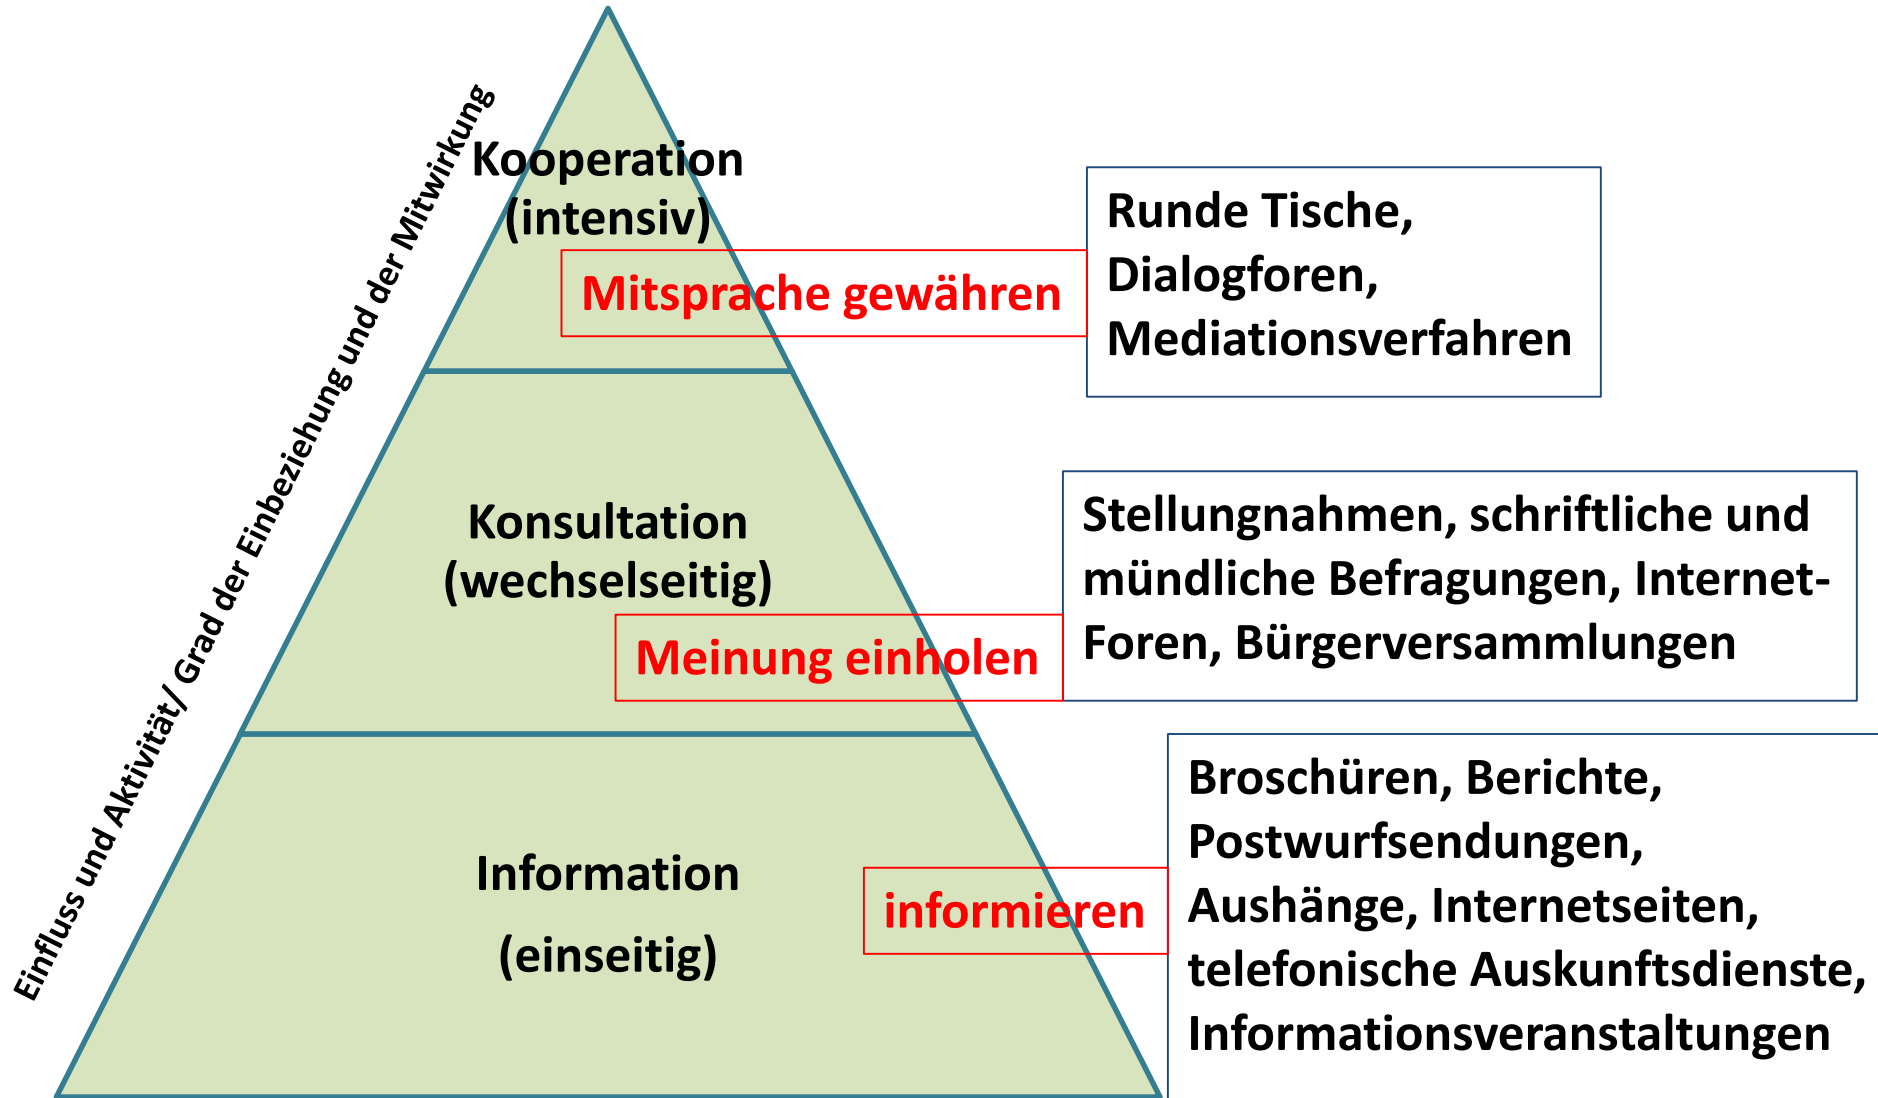 Einfluss und Aktivität/ Grad der Einbeziehung und der Mitwirkung
Kooperation
(intensiv)
Mitsprache gewähren
Runde Tische,
Dialogforen,
Mediationsverfahren
Konsultation
(wechselseitig)
Meinung einholen
Stellungnahmen, schriftliche und
mündliche Befragungen, Internet-
Foren, Bürgerversammlungen
Information
(einseitig)
informieren
Broschüren, Berichte,
Postwurfsendungen,
Aushänge, Internetseiten,
telefonische Auskunftsdienste,
Informationsveranstaltungen